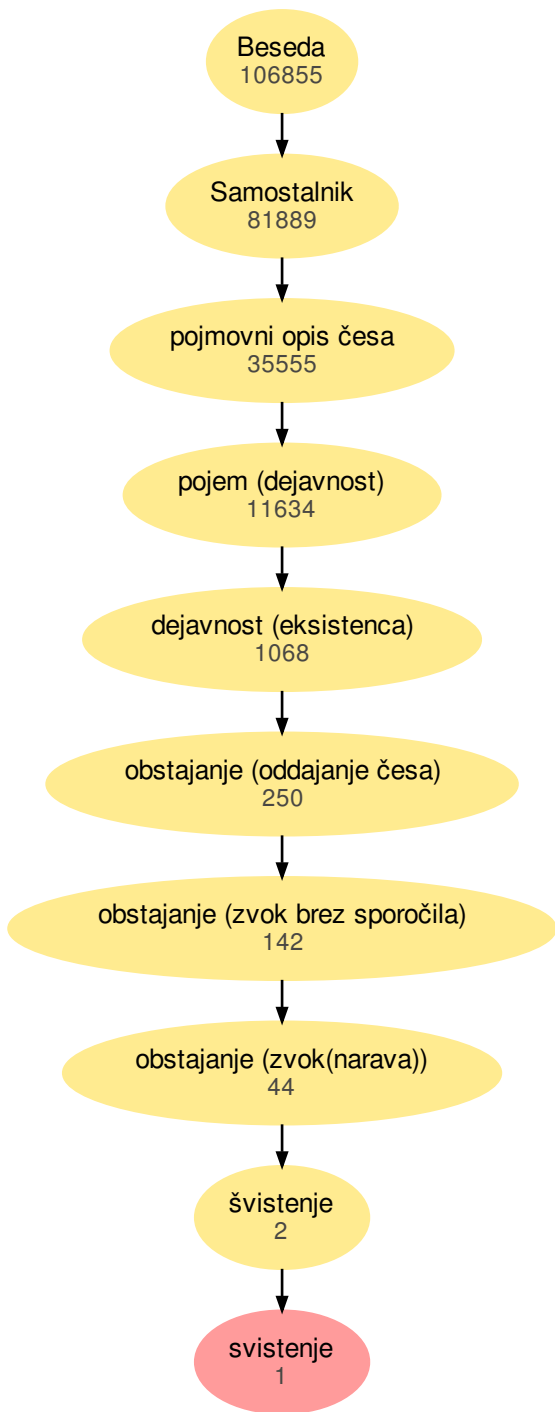 Beseda
106855
Samostalnik
81889
pojmovni opis česa
35555
pojem (dejavnost)
11634
dejavnost (eksistenca)
1068
obstajanje (oddajanje česa)
250
obstajanje (zvok brez sporočila)
142
obstajanje (zvok(narava))
44
švistenje
2
svistenje
1